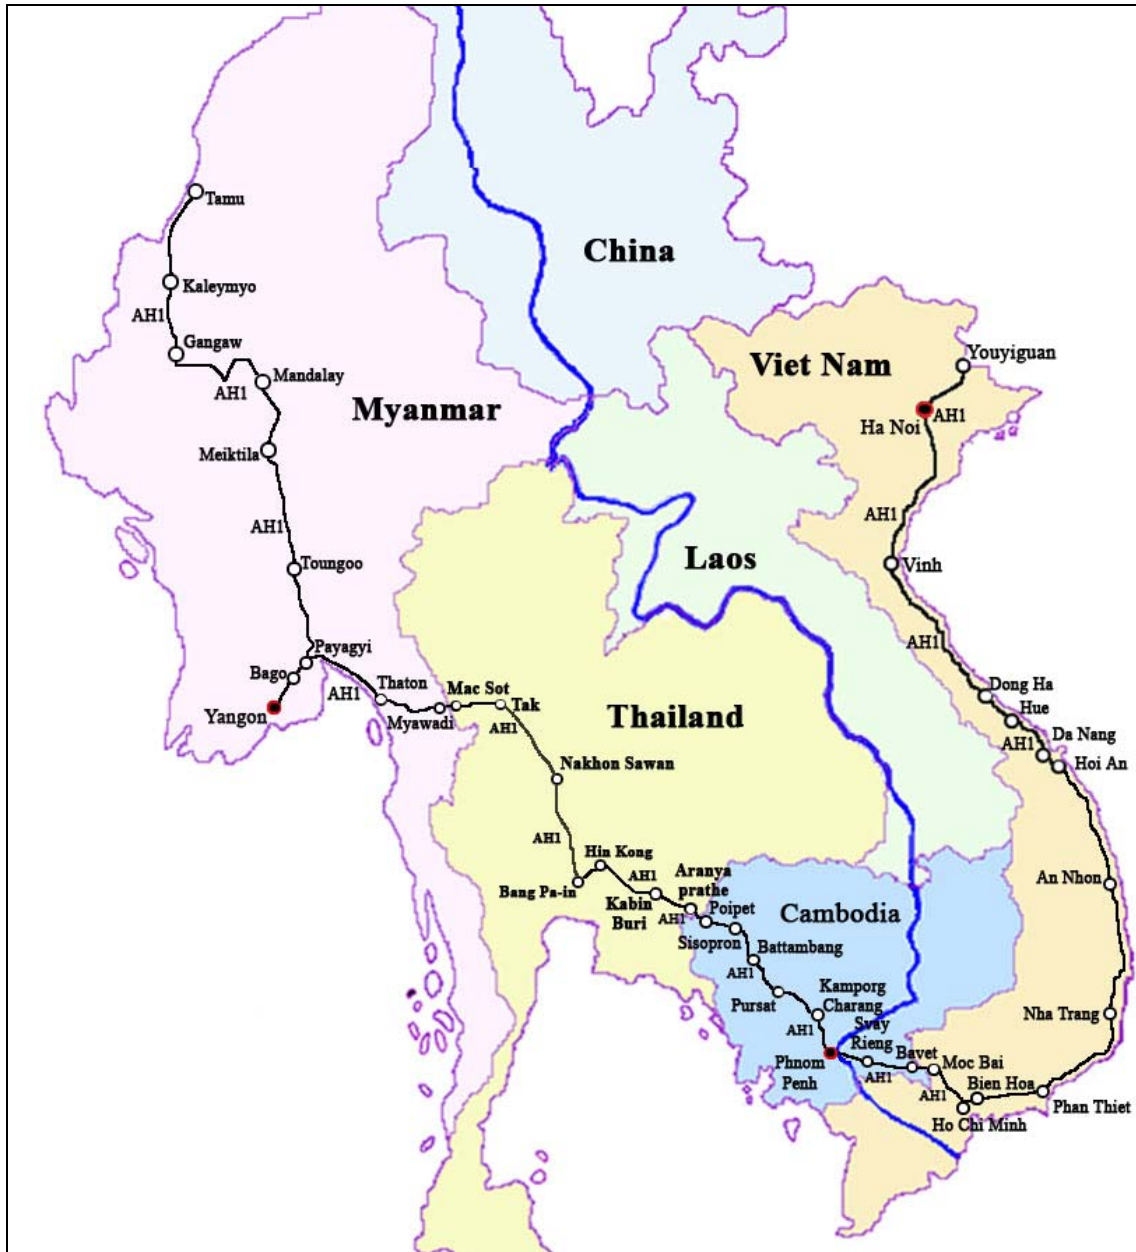 Tamu
China
Kaleymyo
AH1
Gangaw
Youyiguan
Viet Nam
Mandalay
AH1
Myanmar
AH1
Ha Noi
Meiktila
AH1
AH1
Laos
Toungoo
Vinh
AH1
Payagyi
Bago
Thaton
Mac Sot
AH1
Dong Ha
Tak
Yangon
Myawadi
Thailand
Hue
AH1
Da Nang
AH1
Nakhon Sawan
Hoi An
AH1
Hin Kong
Aranya
prathe
AH1
An Nhon
Bang Pa-in
Kabin
Buri
AH1
Poipet
Cambodia
Sisopron
Battambang
AH1
Pursat
Kamporg
Charang
Nha Trang
AH1
Svay
Rieng
Phnom
Penh
Bavet
Moc Bai
AH1
AH1
Bien Hoa
Phan Thiet
Ho Chi Minh